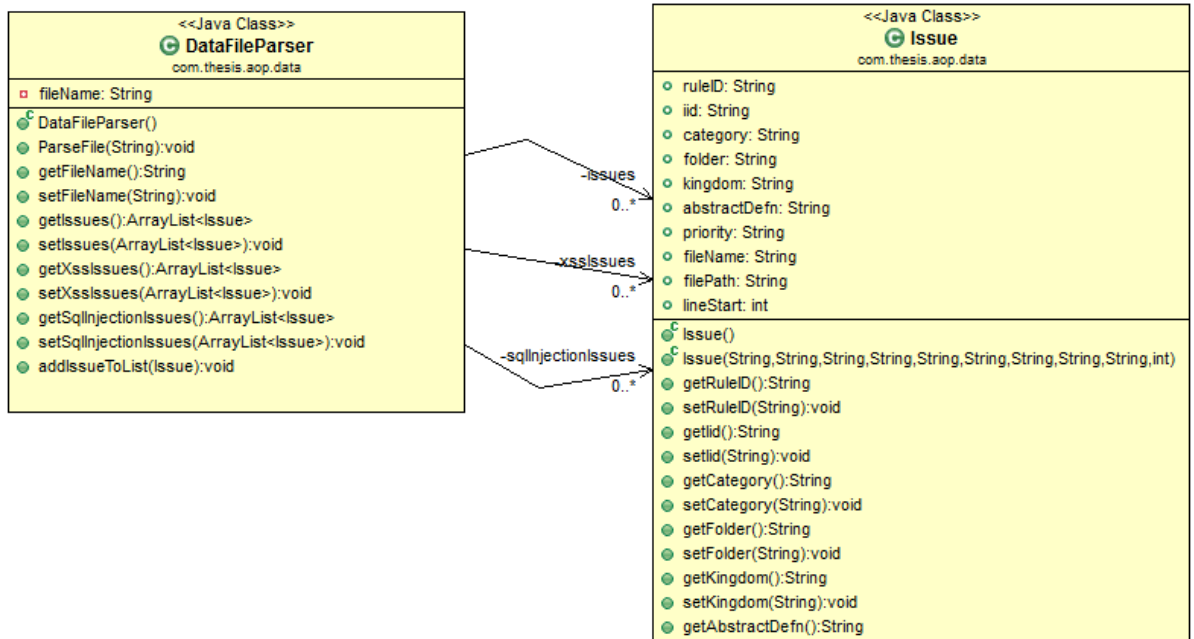 <<Java Class>>
DataFileParser
com.thesis.aop.data
fileName: String
DataFileParser()
ParseFile(String):void
getFileName():String
setFileName(String):void
getIssues():ArrayList<Issue>
setIssues(ArrayList<Issue>):void
getXssIssues():ArrayList<Issue>
setXssIssues(ArrayList<Issue>):void
getSqlInjectionIssues():ArrayList<Issue>
setSqlInjectionIssues(ArrayList<Issue>):void
addIssueToList(Issue):void
-issues
0..*
-xssIssues
0..*
-sqlInjectionIssues
0..*
<<Java Class>>
Issue
com.thesis.aop.data
ruleID: String
iid: String
category: String
folder: String
kingdom: String
abstractDefn: String
priority: String
fileName: String
filePath: String
lineStart: int
Issue()
Issue(String,String,String,String,String,String,String,String,String,int)
getRuleID():String
setRuleID(String):void
getIid():String
setIid(String):void
getCategory():String
setCategory(String):void
getFolder():String
setFolder(String):void
getKingdom():String
setKingdom(String):void
getAbstractDefn():String